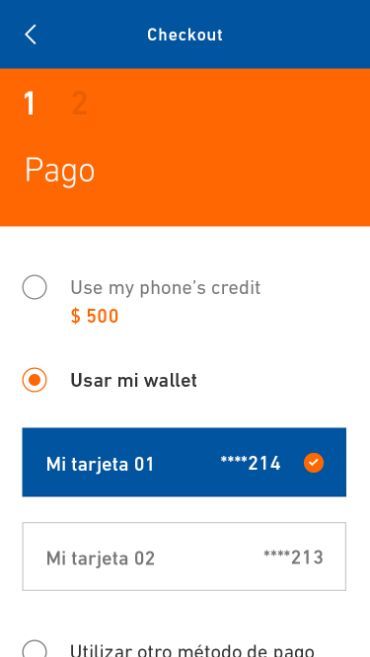 Checkout
1 2
Pago
Use my phone's credit
$ 500
Usar mi wallet
Mi tarjeta 01 ****214
Mi tarjeta 02 ****213
Utilizar otro método de pago